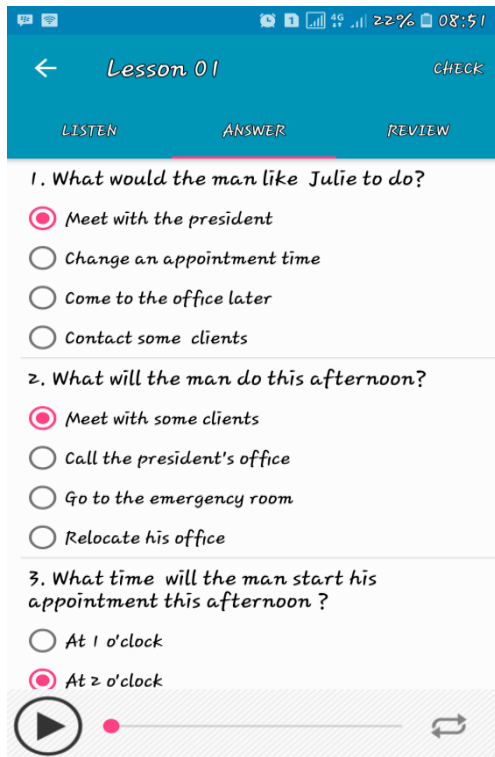 1 4G 22% 08:51
Lesson 01 CHECK
LISTEN ANSWER REVIEW
1. What would the man like Julie to do?
Meet with the president
Change an appointment time
Come to the office later
Contact some clients
2. What will the man do this afternoon?
Meet with some clients
Call the president's office
Go to the emergency room
Relocate his office
3. What time will the man start his
appointment this afternoon ?
At 1 o'clock
At 2 o'clock